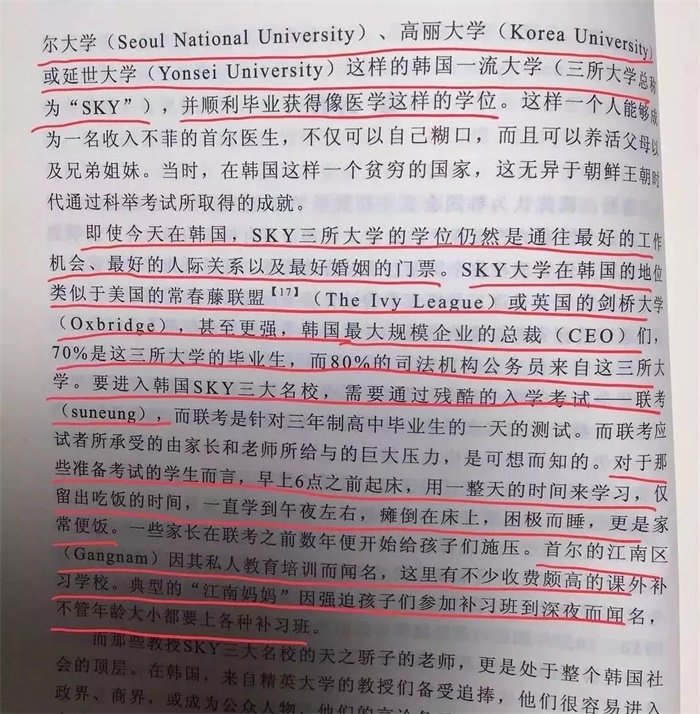 尔大学(Seoul National University)、高丽大学(Korea University)
或延世大学(Yonsei University)这样的韩国一流大学(三所大学总称
为“SKY”),并顺利毕业获得像医学这样的学位。这样一个人能够成
为一名收入不菲的首尔医生,不仅可以自己糊口,而且可以养活父母以
及兄弟姐妹。当时,在韩国这样一个贫穷的国家,这无异于朝鲜王朝时
代通过科举考试所取得的成就。
即使今天在韩国,SKY三所大学的学位仍然是通往最好的工作
机会、最好的人际关系以及最好婚姻的门票。SKY大学在韩国的地位
类似于美国的常春藤联盟【17】(The Ivy League)或英国的剑桥大学
(Oxbridge),甚至更强,韩国最大规模企业的总裁(CEO)们,
70%是这三所大学的毕业生,而80%的司法机构公务员来自这三所大
学。要进入韩国SKY三大名校,需要通过残酷的入学考试——联考
(suneung),而联考是针对三年制高中毕业生的一天的测试。而联考应
试者所承受的由家长和老师所给与的巨大压力,是可想而知的。对于那
些准备考试的学生而言,早上6点之前起床,用一整天的时间来学习,仅
留出吃饭的时间,一直学到午夜左右,瘫倒在床上,困极而睡,更是家
常便饭。一些家长在联考之前数年便开始给孩子们施压。首尔的江南区
(Gangnam)因其私人教育培训而闻名,这里有不少收费颇高的课外补
习学校。典型的“江南妈妈”因强迫孩子们参加补习班到深夜而闻名,
不管年龄大小都要上各种补习班。
而那些教授SKY三大名校的天之骄子的老师,更是处于整个韩国社
会的顶层。在韩国,来自精英大学的教授们备受追捧,他们很容易进入
政界、商界,或成为公众人物,他们的言论